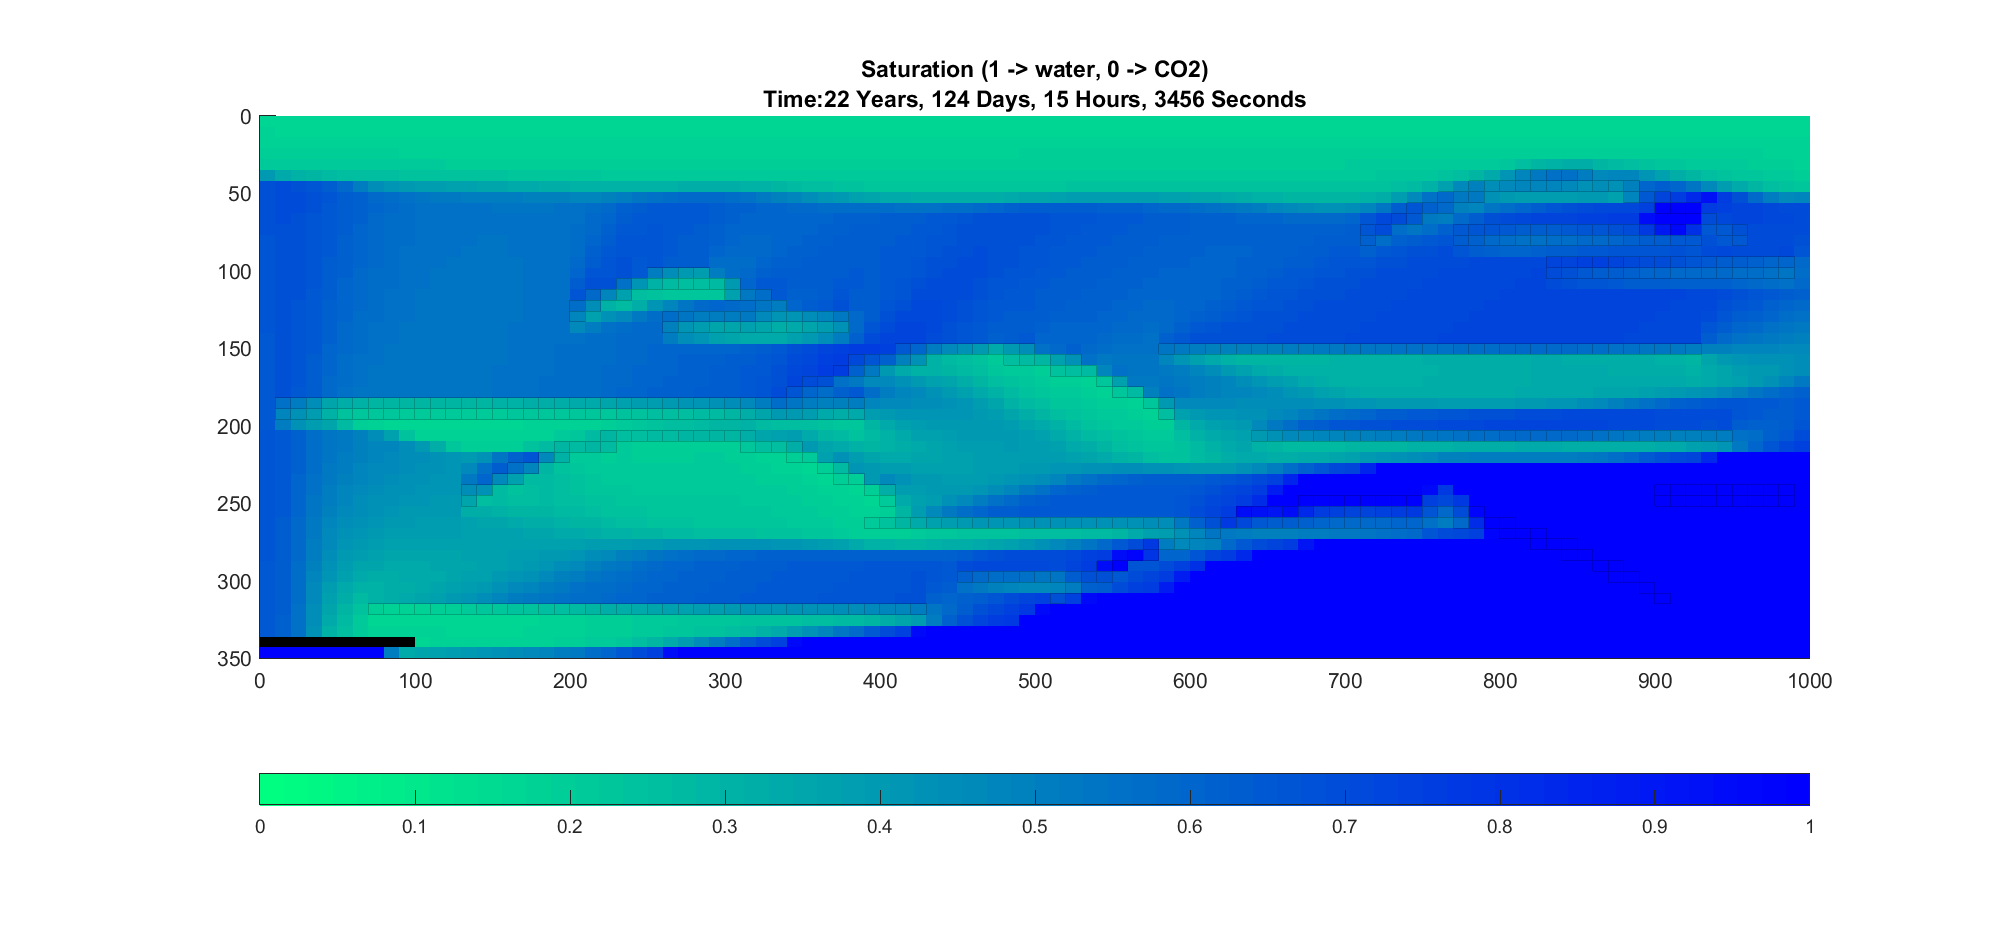 Saturation (1 -> water, 0 -> CO2)
Time:22 Years, 124 Days, 15 Hours, 3456 Seconds
0
50
100
150
200
250
300
350
0 100 200 300 400 500 600 700 800 900 1000
0 0.1 0.2 0.3 0.4 0.5 0.6 0.7 0.8 0.9 1